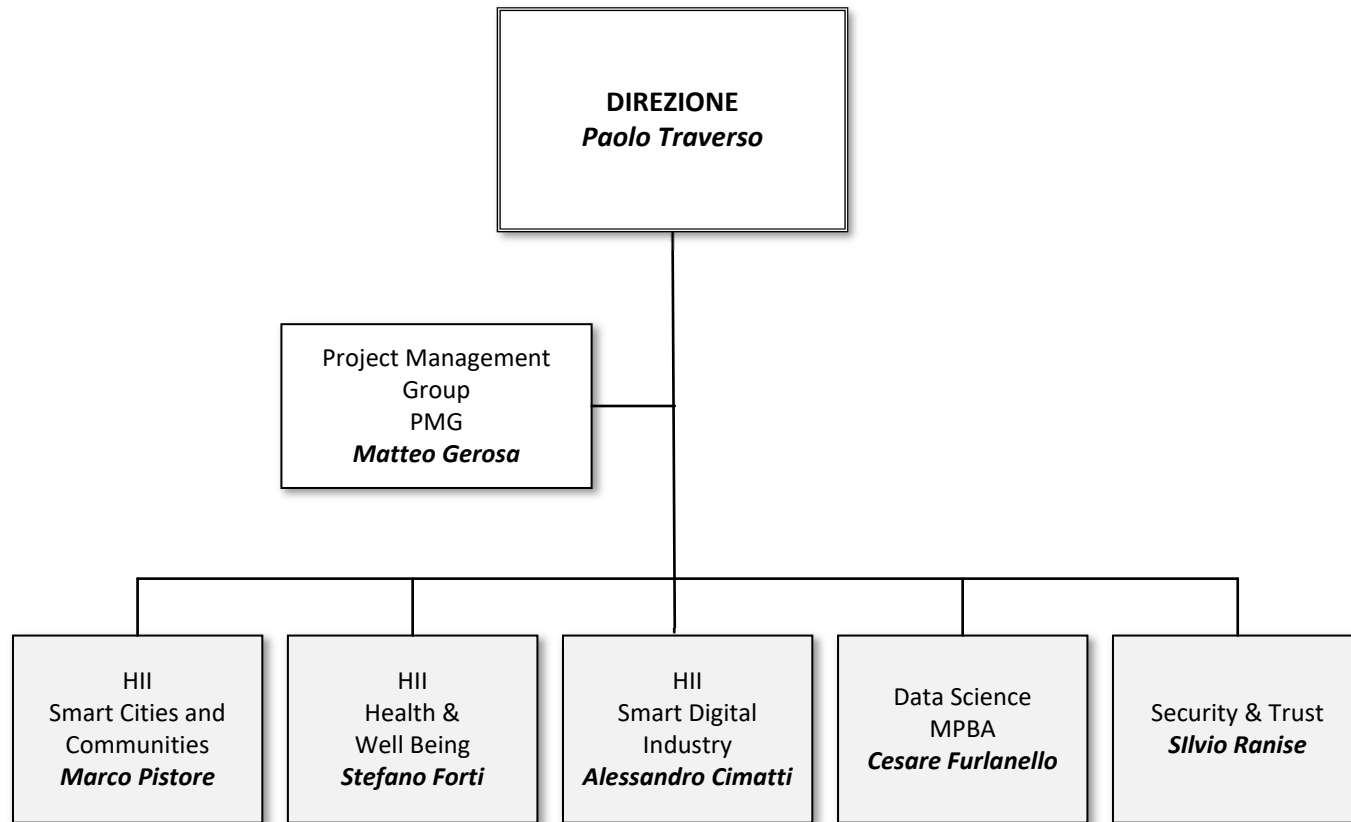 DIREZIONE
Paolo Traverso
Project Management
Group
PMG
Matteo Gerosa
HII
Smart Cities and
Communities
Marco Pistore
HII
Health &
Well Being
Stefano Forti
HII
Smart Digital
Industry
Alessandro Cimatti
Data Science
MPBA
Cesare Furlanello
Security & Trust
SIlvio Ranise